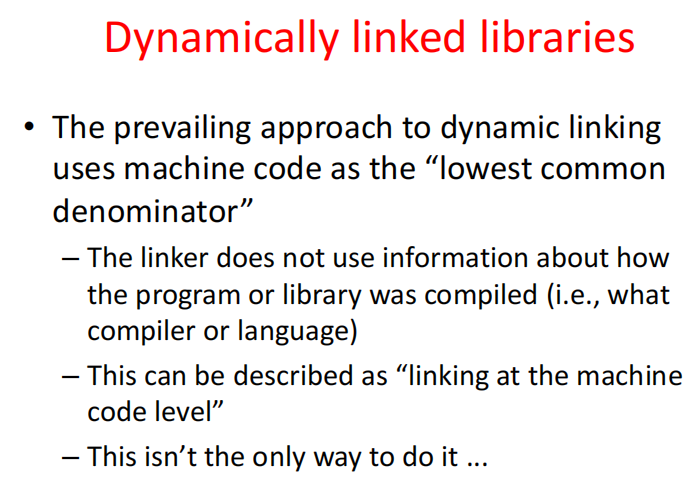 Dynamically linked libraries
• The prevailing approach to dynamic linking
uses machine code as the “lowest common
denominator”
– The linker does not use information about how
the program or library was compiled (i.e., what
compiler or language)
– This can be described as “linking at the machine
code level”
– This isn’t the only way to do it ...